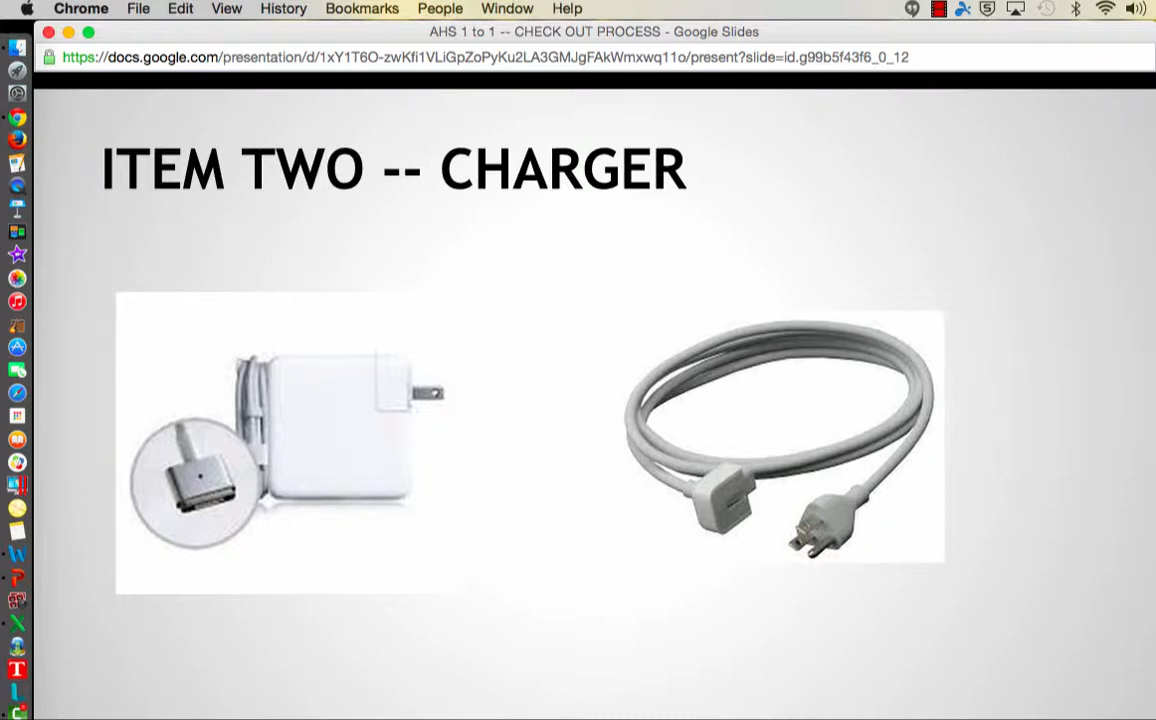 Chrome File Edit View History Bookmarks People Window Help
AHS 1 to 1 -- CHECK OUT PROCESS - Google Slides
https://docs.google.com/presentation/d/1xY1T6O-zwKfi1VLiGpZoPyKu2LA3GMJgFAkWmxwq11o/present?slide=id.g99b5f43f6_0_12
ITEM TWO -- CHARGER